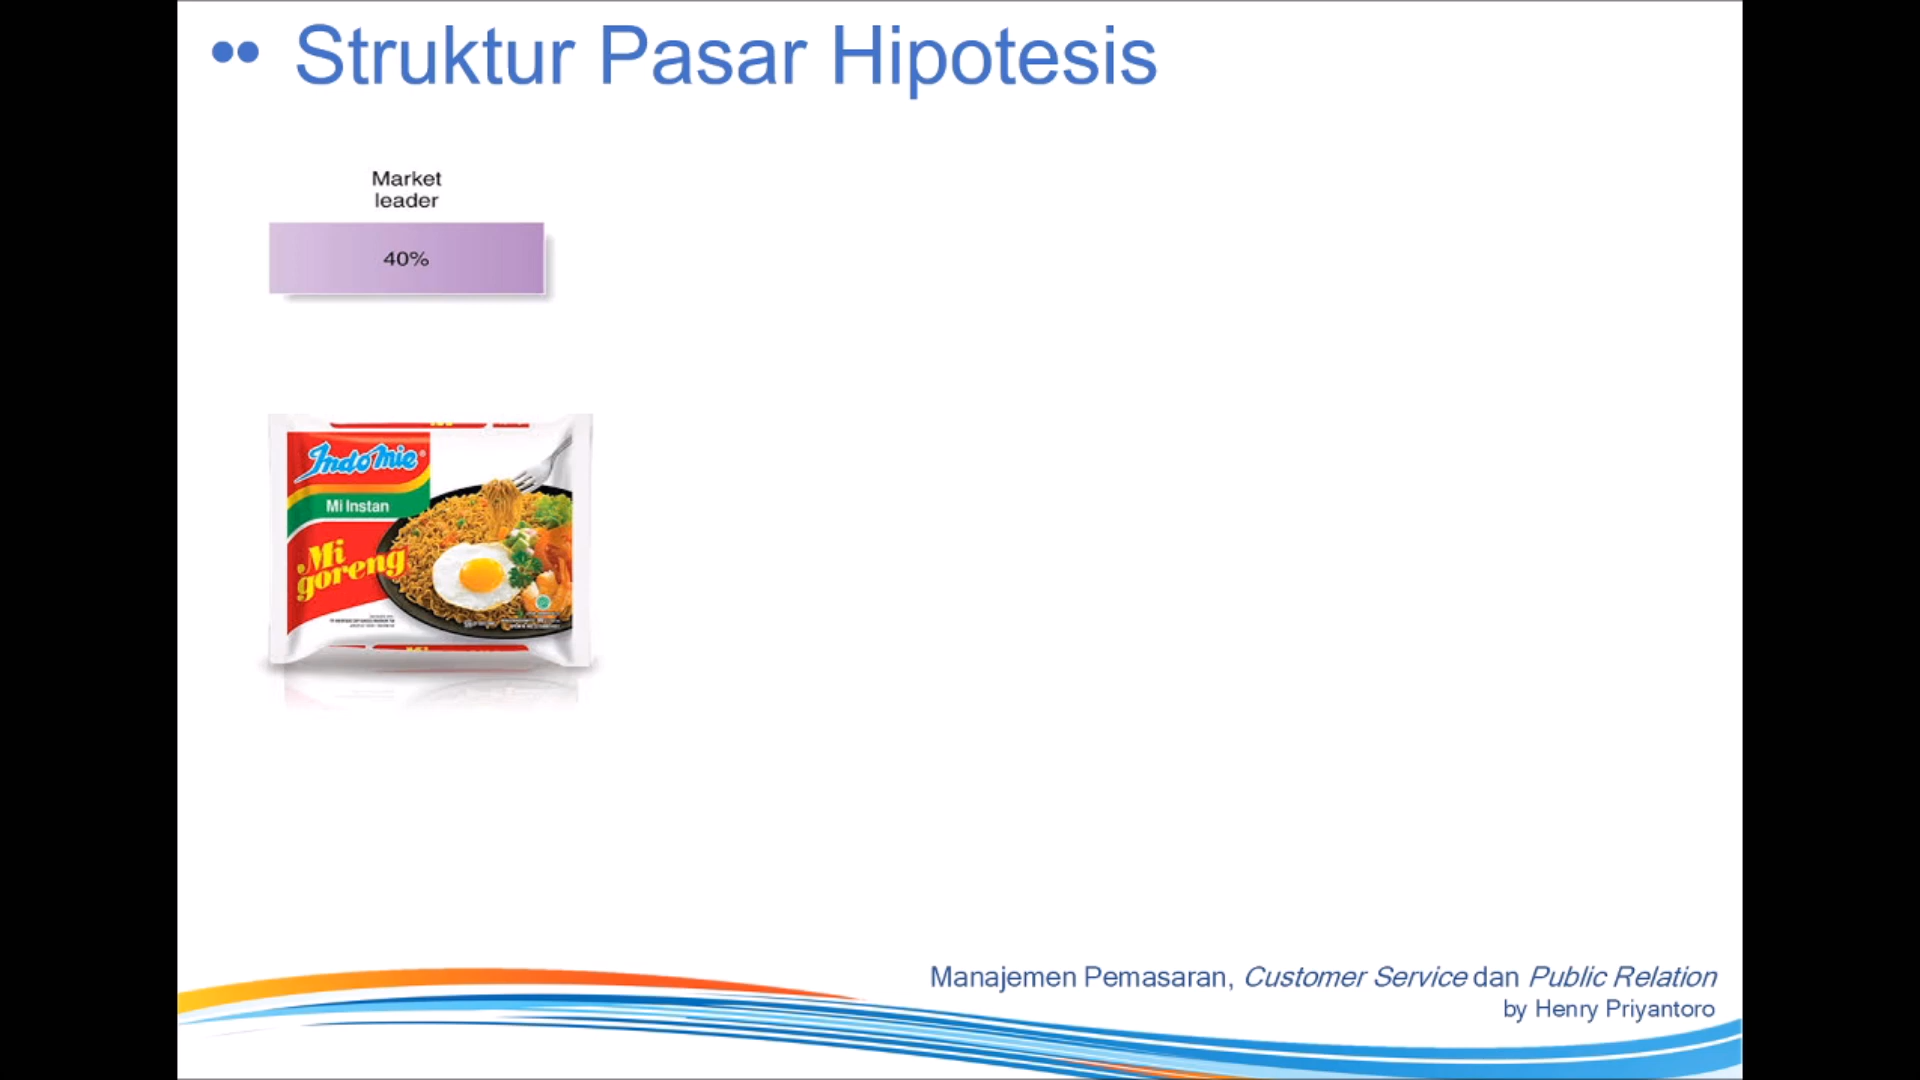 •• Struktur Pasar Hipotesis
Market
leader
40%
Indomie
Mi Instan
Mi
goreng
Manajemen Pemasaran, Customer Service dan Public Relation
by Henry Priyantoro